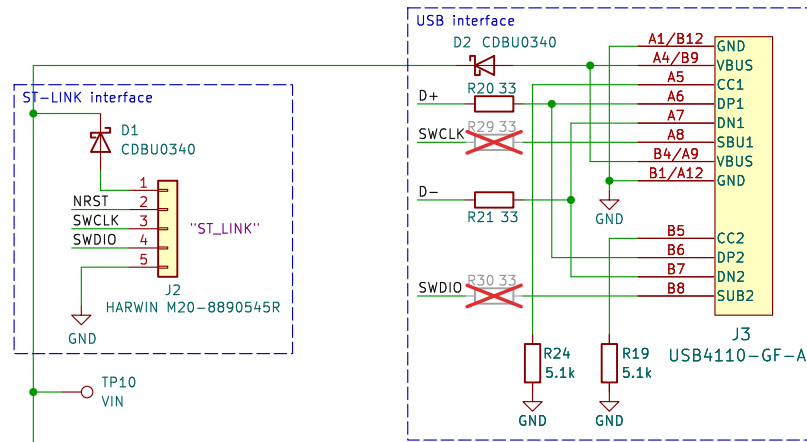 USB interface
D2 CDBU0340
A1/B12 GND
A4/B9 VBUS
A5 CC1
R20 33
D+ A6 DP1
A7 DN1
R29 33
SWCLK A8 SBU1
B4/A9 VBUS
B1/A12 GND
D-
R21 33
GND
B5 CC2
B6 DP2
B7 DN2
R30 33
SWDIO B8 SUB2
J3
USB4110-GF-A
R24
5.1k
R19
5.1k
GND GND
ST-LINK interface
D1
CDBU0340
1
NRST 2
SWCLK 3
SWDIO 4
5
"ST_LINK"
J2
HARWIN M20-8890545R
GND
TP10
VIN